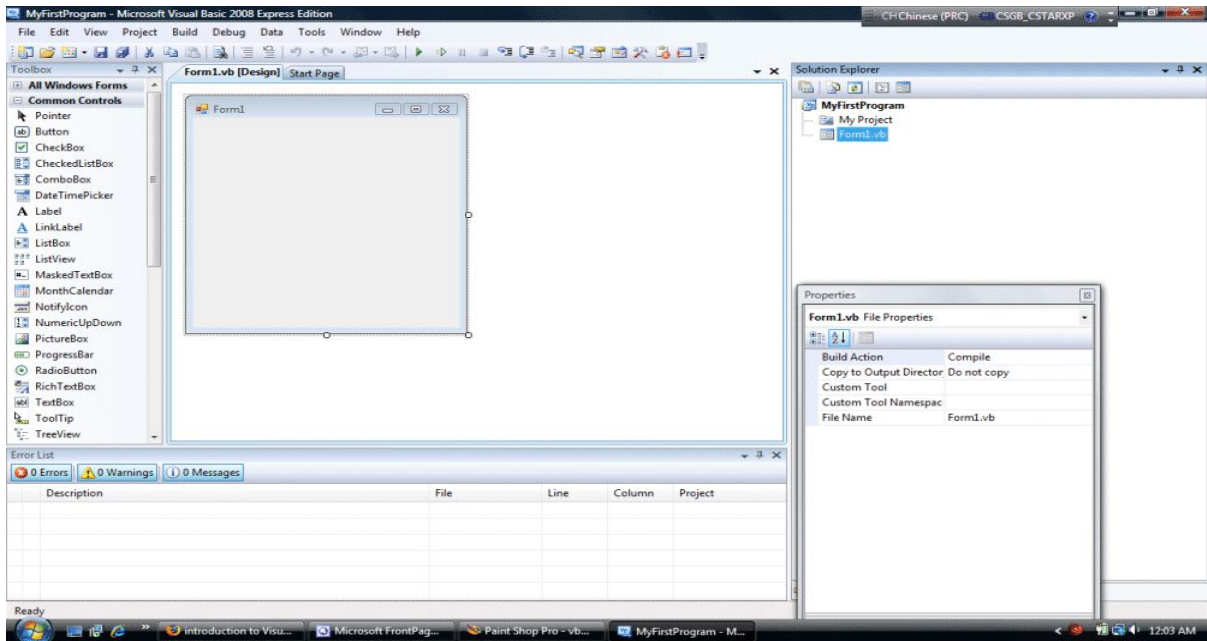 MyFirstProgram - Microsoft Visual Basic 2008 Express Edition
CH Chinese (PRC) CSGB_CSTARXP
File Edit View Project Build Debug Data Tools Window Help
Toolbox
All Windows Forms
Common Controls
Pointer
Button
CheckBox
CheckedListBox
ComboBox
DateTimePicker
Label
LinkLabel
ListBox
ListView
MaskedTextBox
MonthCalendar
NotifyIcon
NumericUpDown
PictureBox
ProgressBar
RadioButton
RichTextBox
TextBox
ToolTip
TreeView
Form1.vb [Design] Start Page
Form1
Solution Explorer
MyFirstProgram
My Project
Form1.vb
Properties
Form1.vb File Properties
Build Action Compile
Copy to Output Director Do not copy
Custom Tool
Custom Tool Namespac
File Name Form1.vb
Error List
0 Errors 0 Warnings 0 Messages
Description File Line Column Project
Ready
introduction to Visu... Microsoft FrontPag... Paint Shop Pro - vb... MyFirstProgram - M... 12:03 AM